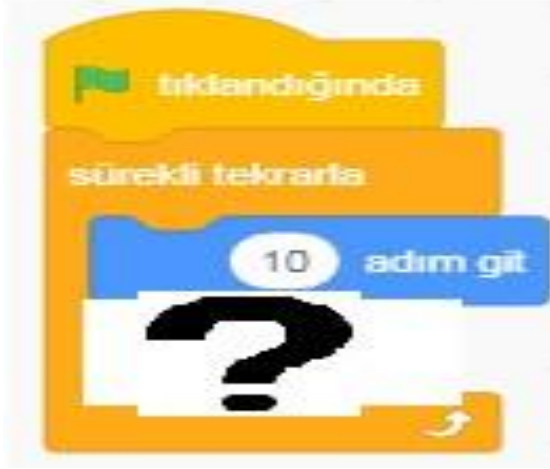 tıklandığında
sürekli tekrarla
10 adım git
?